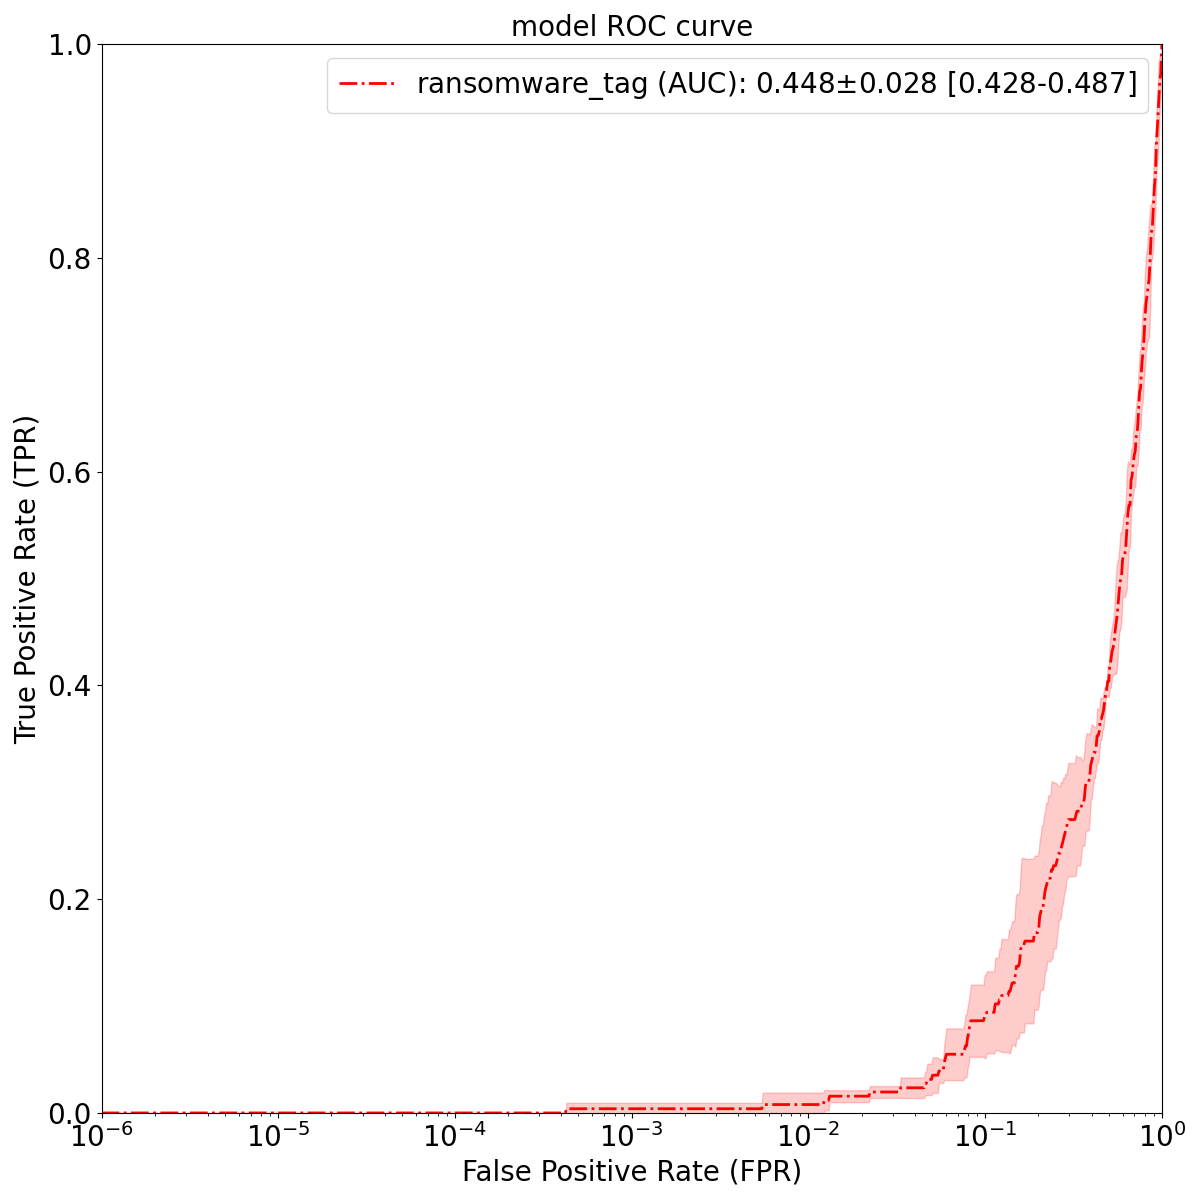 model ROC curve
ransomware_tag (AUC): 0.448±0.028 [0.428-0.487]
1.0
0.8
0.6
0.4
0.2
0.0
True Positive Rate (TPR)
10⁻⁶ 10⁻⁵ 10⁻⁴ 10⁻³ 10⁻² 10⁻¹ 10⁰
False Positive Rate (FPR)